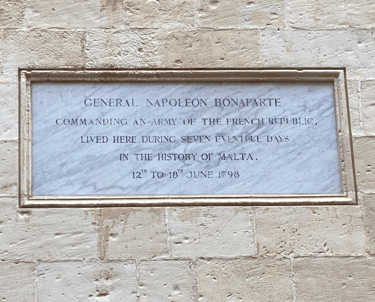 GENERAL NAPOLEON BONAPARTE
COMMANDING AN ARMY OF THE FRENCH REPUBLIC,
LIVED HERE DURING SEVEN EVENTFUL DAYS
IN THE HISTORY OF MALTA.
12TH TO 18TH JUNE 1798